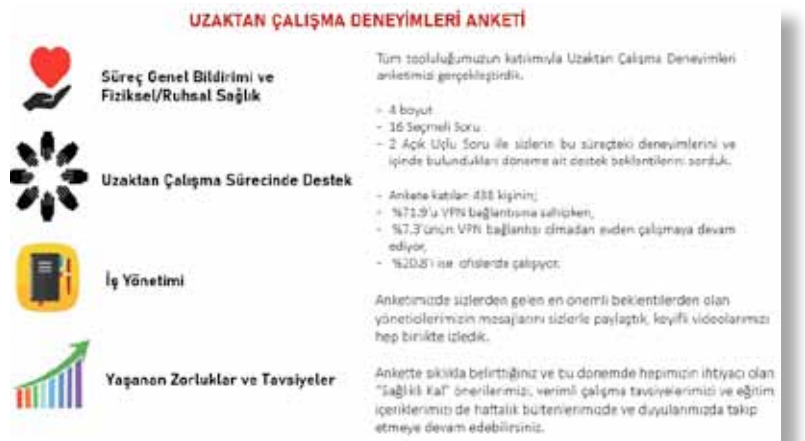 UZAKTAN ÇALIŞMA DENEYİMLERİ ANKETİ
Süreç Genel Bildirimi ve
Fiziksel/Ruhsal Sağlık
Uzaktan Çalışma Sürecinde Destek
İş Yönetimi
Yaşanan Zorluklar ve Tavsiyeler
Tüm topluluğumuzun katılımıyla Uzaktan Çalışma Deneyimleri
anketimizi gerçekleştirdik.
- 4 boyut
- 16 Seçmeli Soru
- 2 Açık Uçlu Soru ile sizlerin bu süreçteki deneyimlerini ve
içinde bulundukları döneme ait destek beklentilerini sorduk.
- Ankete katılan kişinin;
- %71.9'u VPN bağlantısına sahipken,
- %7.3'ünün VPN bağlantısı olmadan evden çalışmaya devam
ediyor,
- %20.8'i ise ofislerde çalışıyor.
Anketimizde sizlerden gelen en önemli beklentilerden olan
yöneticilerimizin mesajlarını sizlerle paylaştık, keyifli videolarımızı
hep birlikte izledik.
Ankette sıklıkla belirttiğiniz ve bu dönemde hepimizin ihtiyacı olan
"Sağlıklı Kal" önerilerimizi, verimli çalışma tavsiyelerimizi ve eğitim
içeriklerimizi de haftalık bültenlerimizde ve duyularımızda takip
etmeye devam edebilirsiniz.